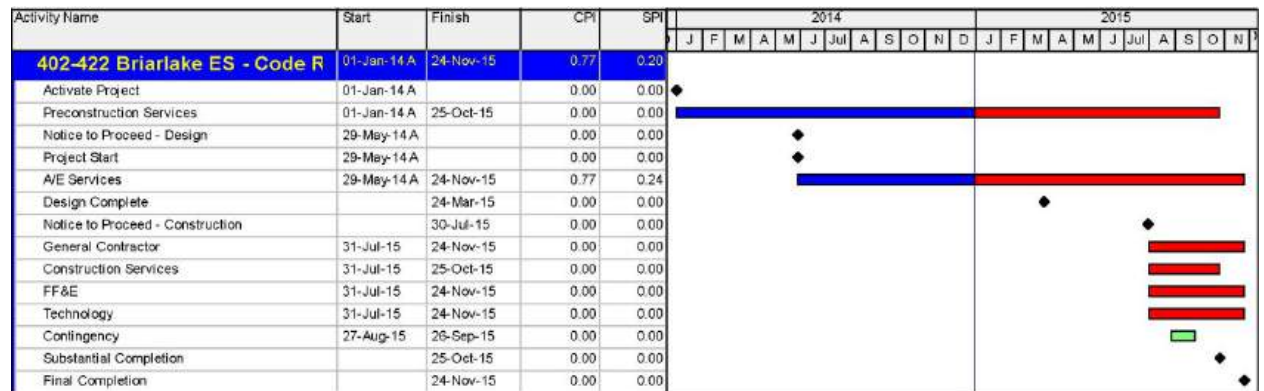 Activity Name Start Finish CPI SPI 2014 2015
J F M A M J Jul A S O N D J F M A M J Jul A S O N
402-422 Briarlake ES - Code R 01-Jan-14 A 24-Nov-15 0.77 0.20
Activate Project 01-Jan-14 A 0.00 0.00
Preconstruction Services 01-Jan-14 A 25-Oct-15 0.00 0.00
Notice to Proceed - Design 29-May-14 A 0.00 0.00
Project Start 29-May-14 A 0.00 0.00
A/E Services 29-May-14 A 24-Nov-15 0.77 0.24
Design Complete 24-Mar-15 0.00 0.00
Notice to Proceed - Construction 30-Jul-15 0.00 0.00
General Contractor 31-Jul-15 24-Nov-15 0.00 0.00
Construction Services 31-Jul-15 25-Oct-15 0.00 0.00
FF&E 31-Jul-15 24-Nov-15 0.00 0.00
Technology 31-Jul-15 24-Nov-15 0.00 0.00
Contingency 27-Aug-15 26-Sep-15 0.00 0.00
Substantial Completion 25-Oct-15 0.00 0.00
Final Completion 24-Nov-15 0.00 0.00